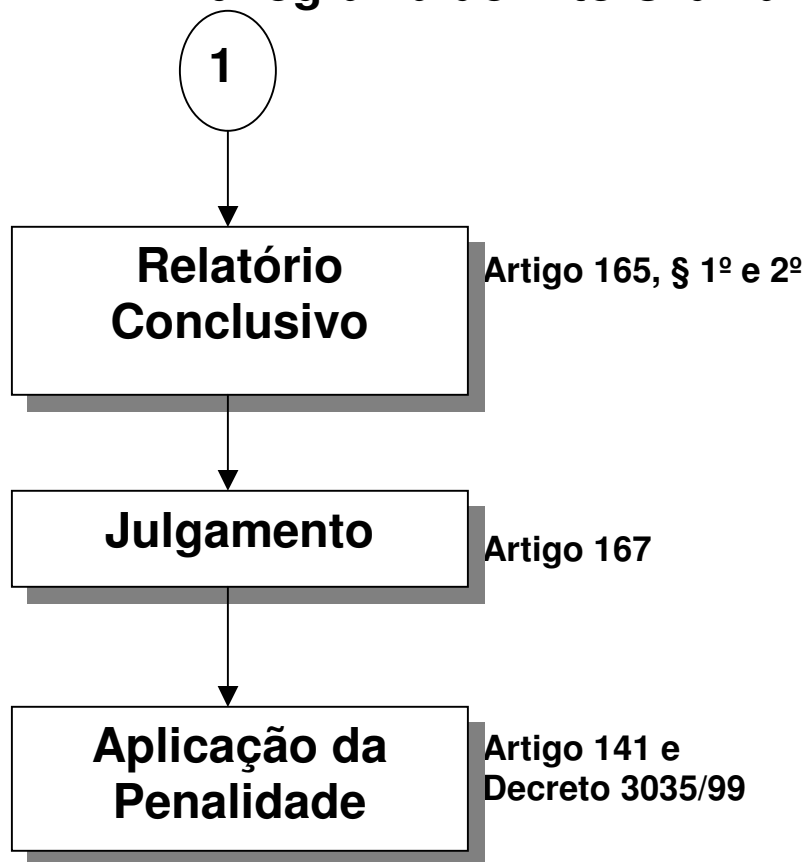 1
Relatório
Conclusivo
Artigo 165, § 1º e 2º
Julgamento
Artigo 167
Aplicação da
Penalidade
Artigo 141 e
Decreto 3035/99